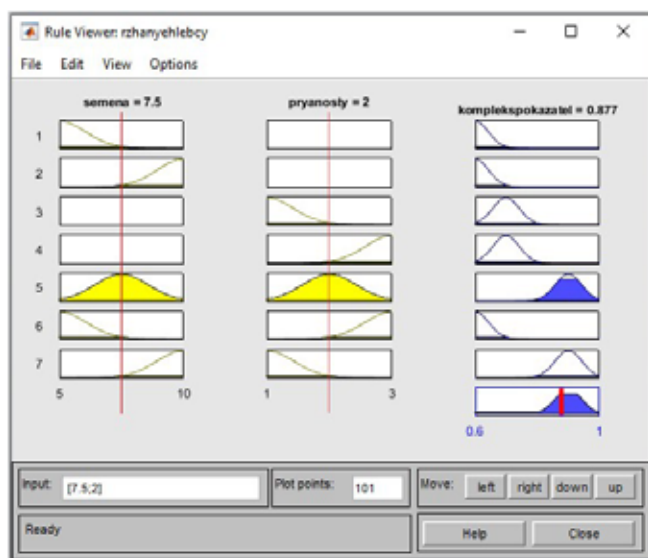 Rule Viewer: rzhanyehlebcy
File Edit View Options
semena = 7.5 pryanosty = 2 komplekspokazatel = 0.877
1
2
3
4
5
6
7
5 10 1 3
0.6 1
Input: [7.5;2] Plot points: 101 Move: left right down up
Ready Help Close